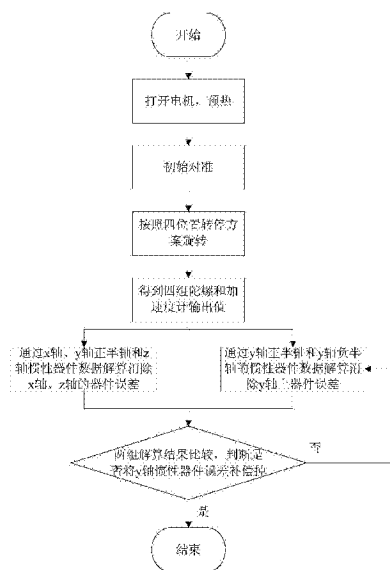 开始
打开电机，预热
初始对准
按照四位置转停方
案旋转
得到四组陀螺和加
速度计输出值
通过x轴、y轴正半轴和z
轴惯性器件数据解算消除
x轴、z轴的器件误差
通过y轴正半轴和y轴负半
轴的惯性器件数据解算消
除y轴上器件误差
两组解算结果比较，判断是
否将y轴惯性器件误差补偿掉
否
是
结束